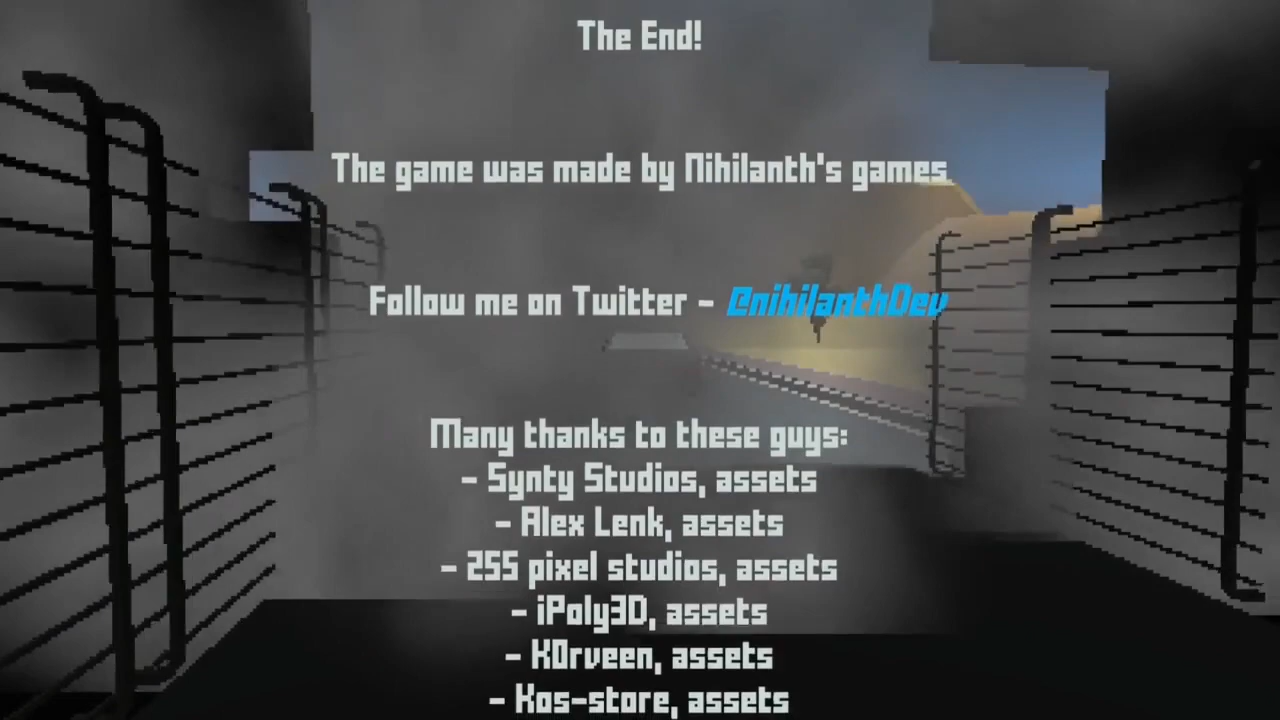 The End!
The game was made by Nihilanth's games
Follow me on Twitter - @nihilanthDev
Many thanks to these guys:
- Synty Studios, assets
- Alex Lenk, assets
- 255 pixel studios, assets
- iPoly3D, assets
- K0rveen, assets
- Kos-store, assets